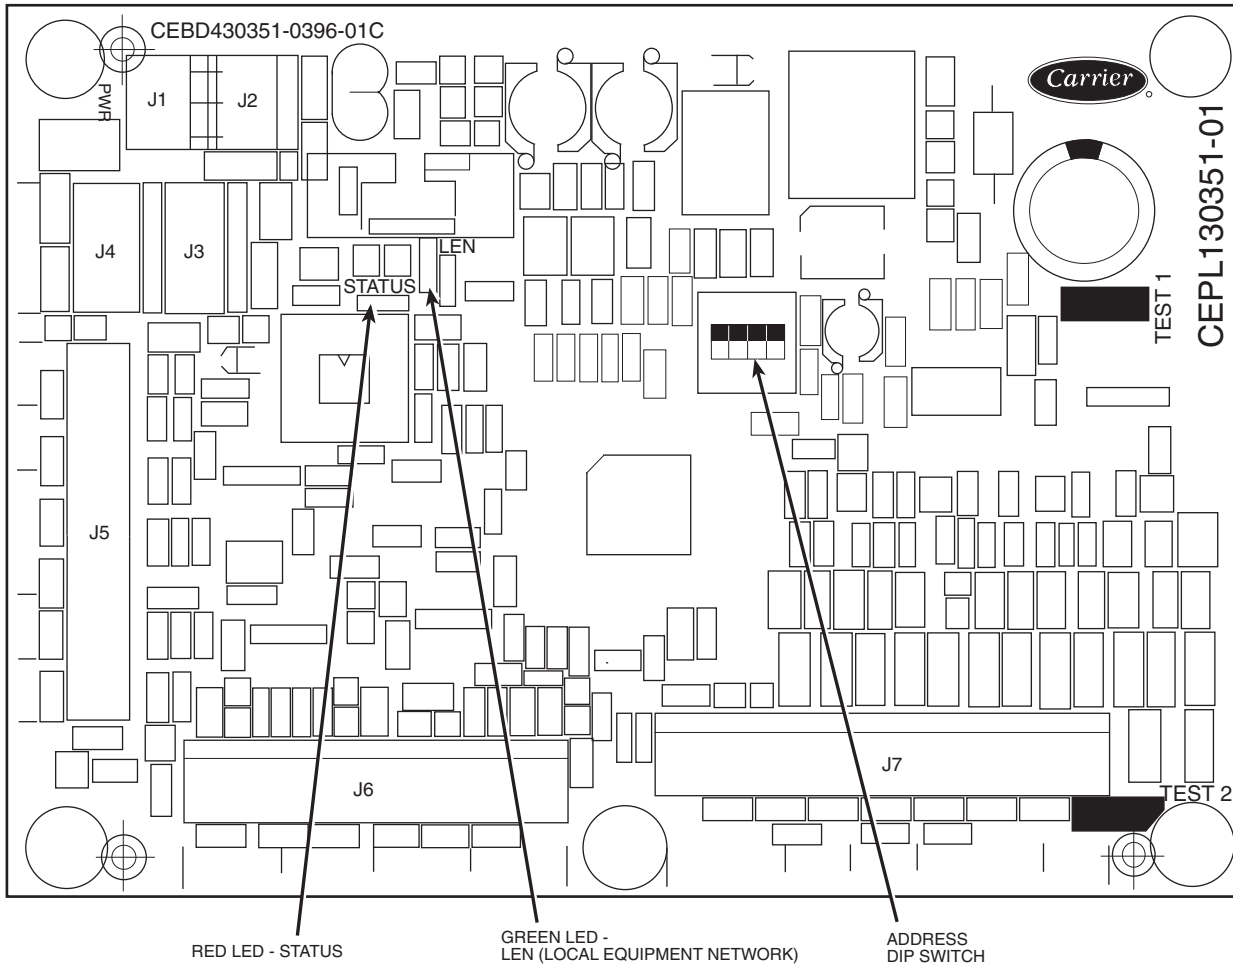 CEBD430351-0396-01C
Carrier
PWR
J1
J2
CEPL130351-01
J4
J3
LEN
STATUS
TEST 1
J5
J6
J7
TEST 2
RED LED - STATUS
GREEN LED -
LEN (LOCAL EQUIPMENT NETWORK)
ADDRESS
DIP SWITCH